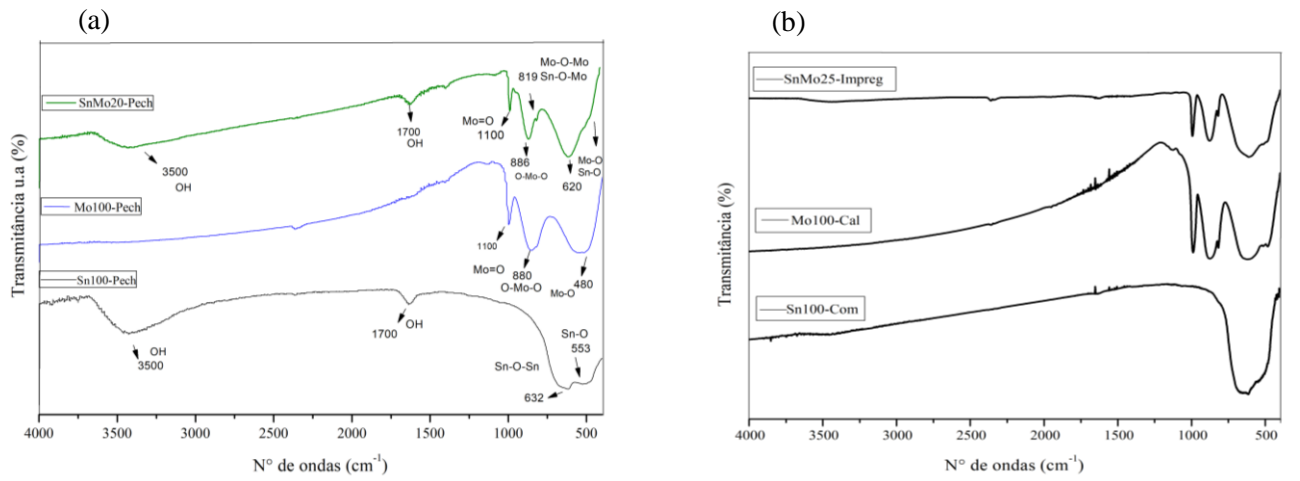 (a)
Transmitância u.a (%)
SnMo20-Pech
Mo100-Pech
Sn100-Pech
3500
OH
1700
OH
Mo=O
1100
886
O-Mo-O
Mo-O-Mo
Sn-O-Mo
819
620
Mo-O
Sn-O
1100
Mo=O
880
O-Mo-O
Mo-O
480
OH
3500
1700
OH
Sn-O-Sn
632
Sn-O
553
4000 3500 3000 2500 2000 1500 1000 500
N° de ondas (cm-1)
(b)
Transmitância (%)
SnMo25-Impreg
Mo100-Cal
Sn100-Com
4000 3500 3000 2500 2000 1500 1000 500
N° de ondas (cm-1)